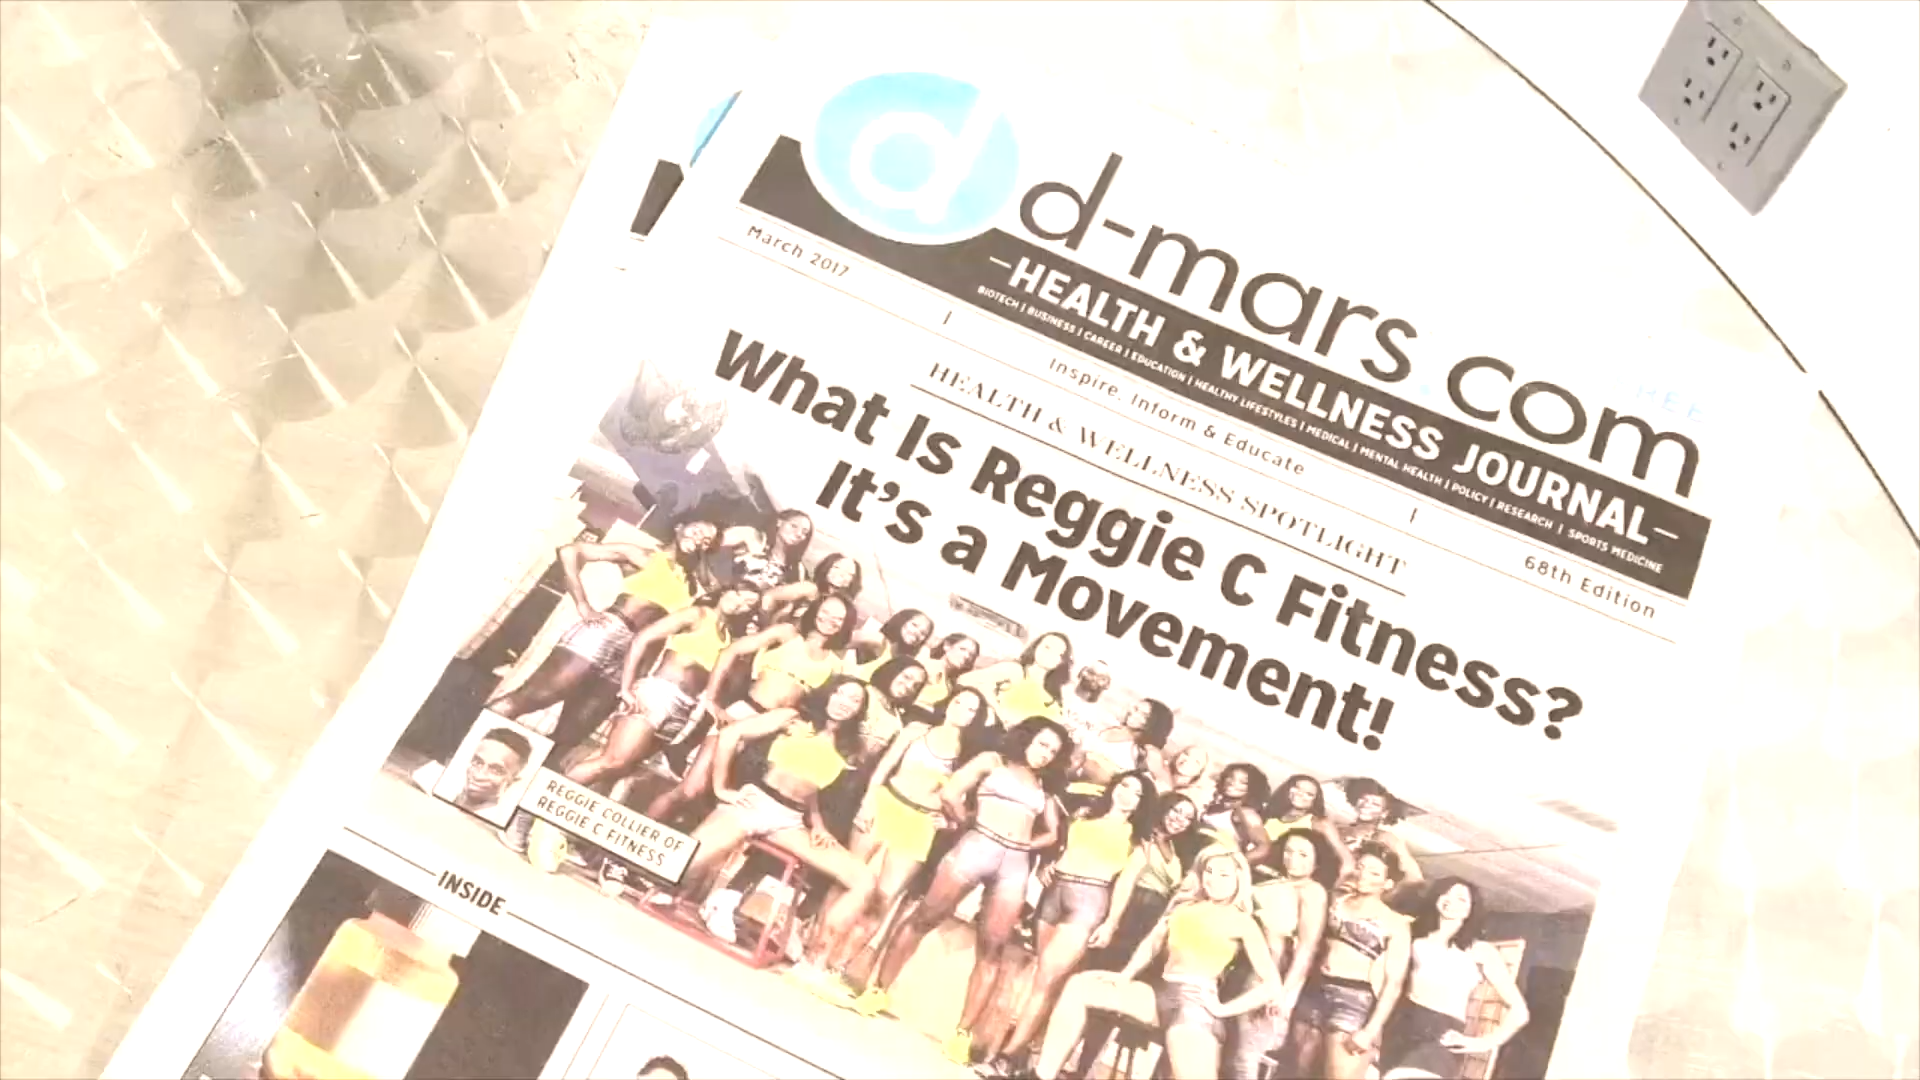 d
d-mars.com
FREE
-HEALTH & WELLNESS JOURNAL-
BIOTECH | BUSINESS | CAREER | EDUCATION | HEALTHY LIFESTYLES | MEDICAL | MENTAL HEALTH | POLICY | RESEARCH | SPORTS MEDICINE
March 2017 | Inspire, Inform & Educate | 68th Edition
HEALTH & WELLNESS SPOTLIGHT
What Is Reggie C Fitness?
It's a Movement!
REGGIE COLLIER OF
REGGIE C FITNESS
INSIDE